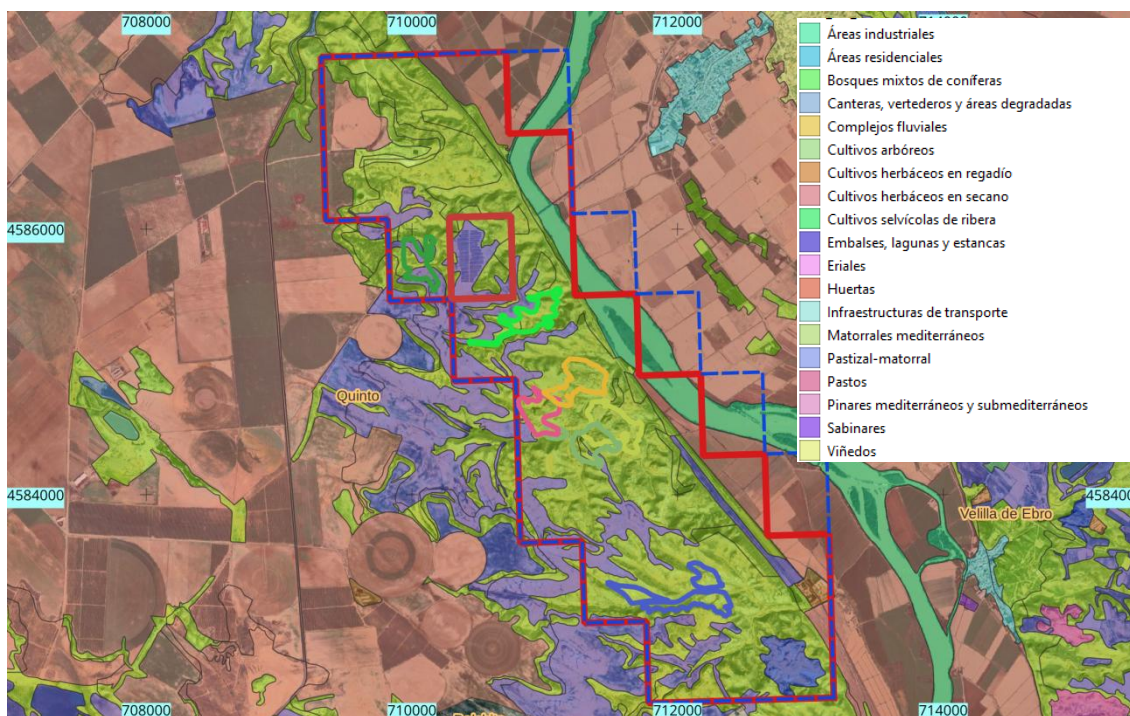 708000
710000
712000
Áreas industriales
Áreas residenciales
Bosques mixtos de coníferas
Canteras, vertederos y áreas degradadas
Complejos fluviales
Cultivos arbóreos
Cultivos herbáceos en regadío
Cultivos herbáceos en secano
Cultivos selvícolas de ribera
Embalses, lagunas y estancas
Eriales
Huertas
Infraestructuras de transporte
Matorrales mediterráneos
Pastizal-matorral
Pastos
Pinares mediterráneos y submediterráneos
Sabinares
Viñedos
4586000
Quinto
4584000
458400
Velilla de Ebro
708000
710000
712000
714000